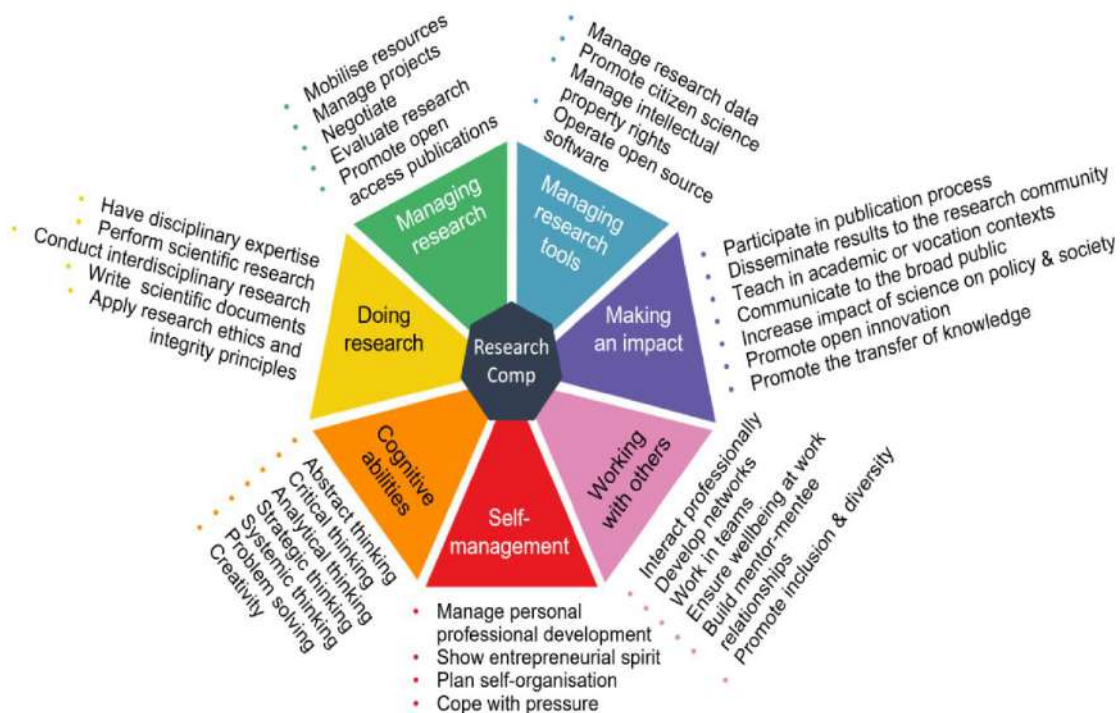 Mobilise resources
Manage projects
Negotiate
Evaluate research
Promote open
access publications
Manage research data
Promote citizen science
Manage intellectual
property rights
Operate open source
software
Managing
research
Managing
research
tools
Participate in publication process
Disseminate results to the research community
Teach in academic or vocation contexts
Communicate to the broad public
Increase impact of science on policy & society
Promote open innovation
Promote the transfer of knowledge
Have disciplinary expertise
Perform scientific research
Conduct interdisciplinary research
Write scientific documents
Apply research ethics and
integrity principles
Doing
research
Research
Comp
Making
an impact
Cognitive
abilities
Self-
management
Working
with others
Abstract thinking
Critical thinking
Analytical thinking
Strategic thinking
Systemic thinking
Problem solving
Creativity
Manage personal
professional development
Show entrepreneurial spirit
Plan self-organisation
Cope with pressure
Interact professionally
Develop networks
Work in teams
Ensure wellbeing at work
Build mentor-mentee
relationships
Promote inclusion & diversity